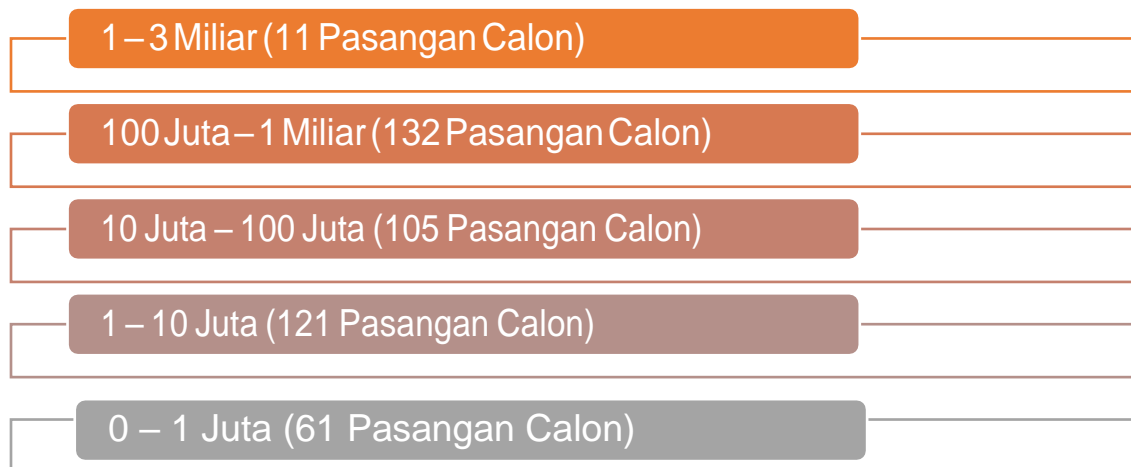 1 – 3 Miliar (11 Pasangan Calon)
100 Juta – 1 Miliar (132 Pasangan Calon)
10 Juta – 100 Juta (105 Pasangan Calon)
1 – 10 Juta (121 Pasangan Calon)
0 – 1 Juta (61 Pasangan Calon)